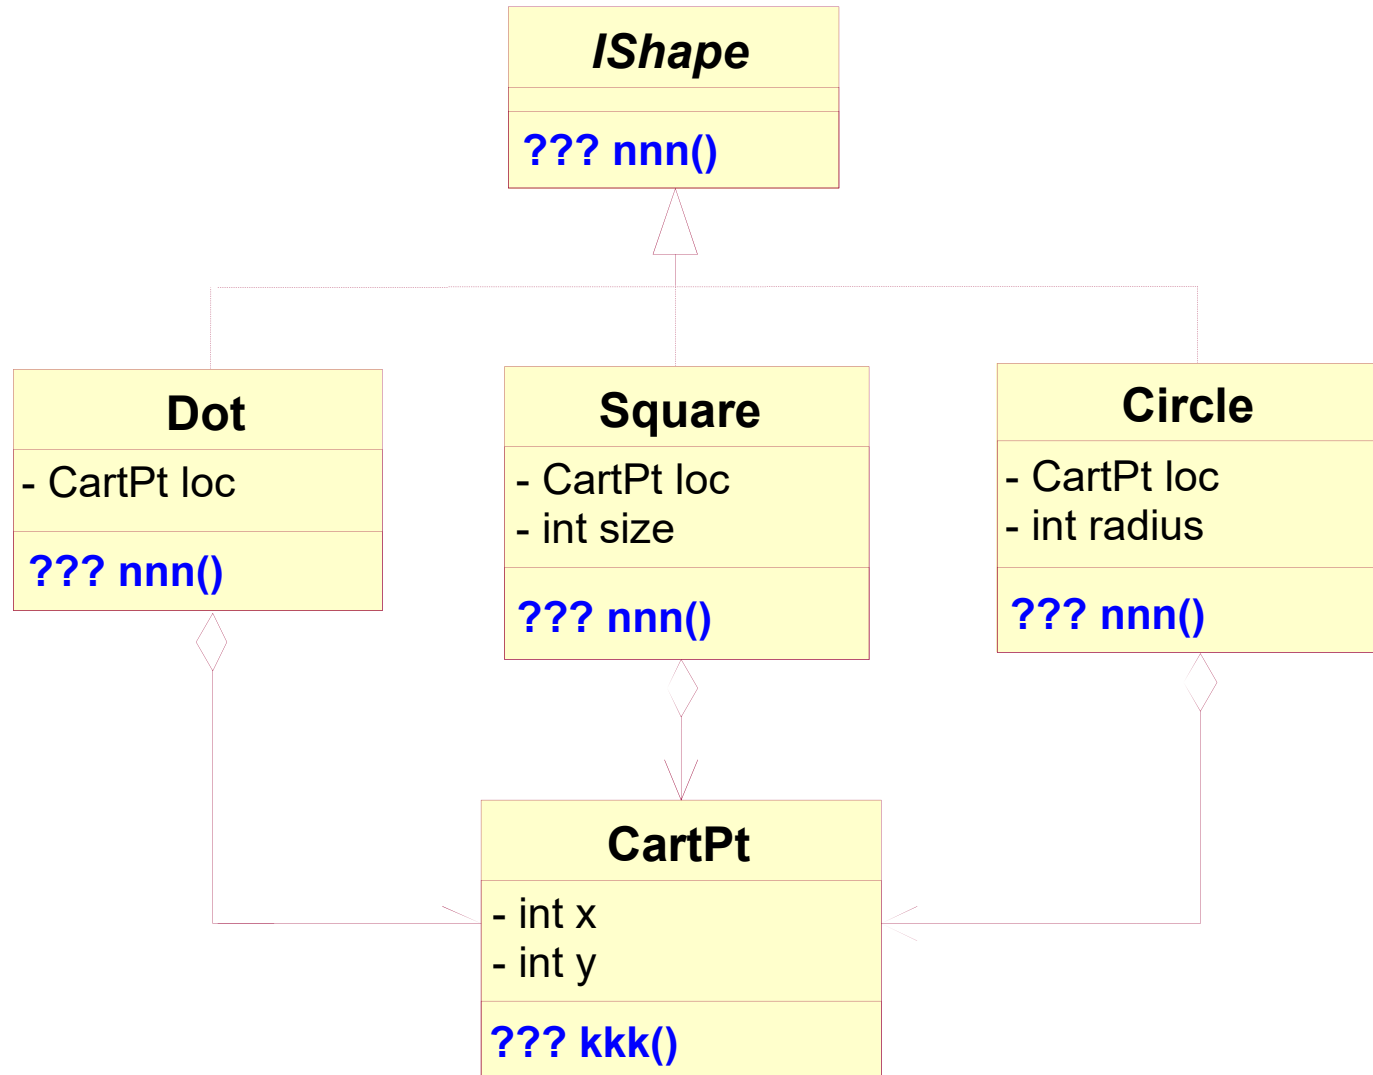 IShape
??? nnn()
Dot
- CartPt loc
??? nnn()
Square
- CartPt loc
- int size
??? nnn()
Circle
- CartPt loc
- int radius
??? nnn()
CartPt
- int x
- int y
??? kkk()